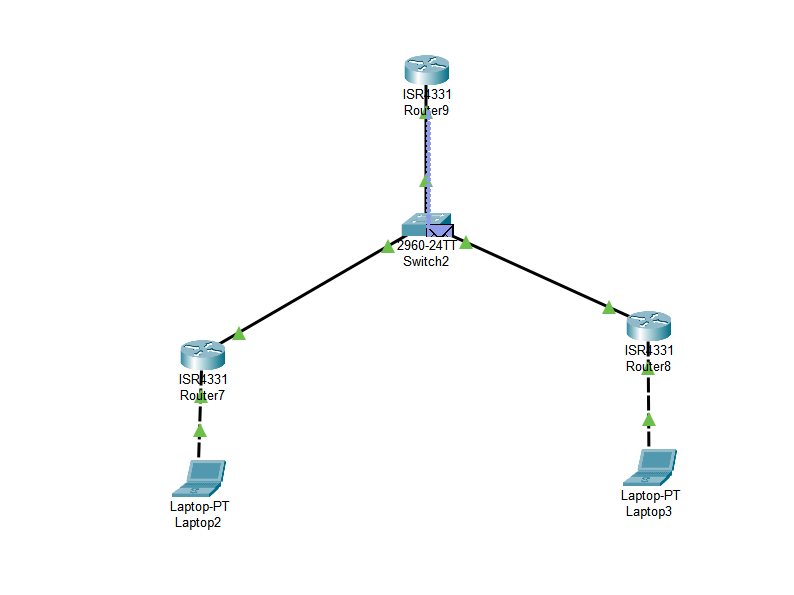 ISR4331
Router9
2960-24TT
Switch2
ISR4331
Router7
ISR4331
Router8
Laptop-PT
Laptop2
Laptop-PT
Laptop3